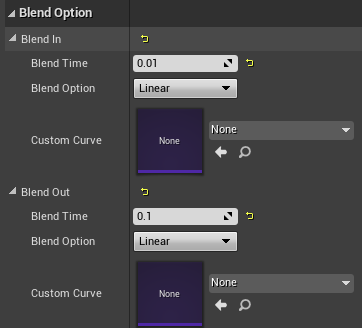 Blend Option
Blend In
Blend Time 0.01
Blend Option Linear
Custom Curve None None
Blend Out
Blend Time 0.1
Blend Option Linear
Custom Curve None None